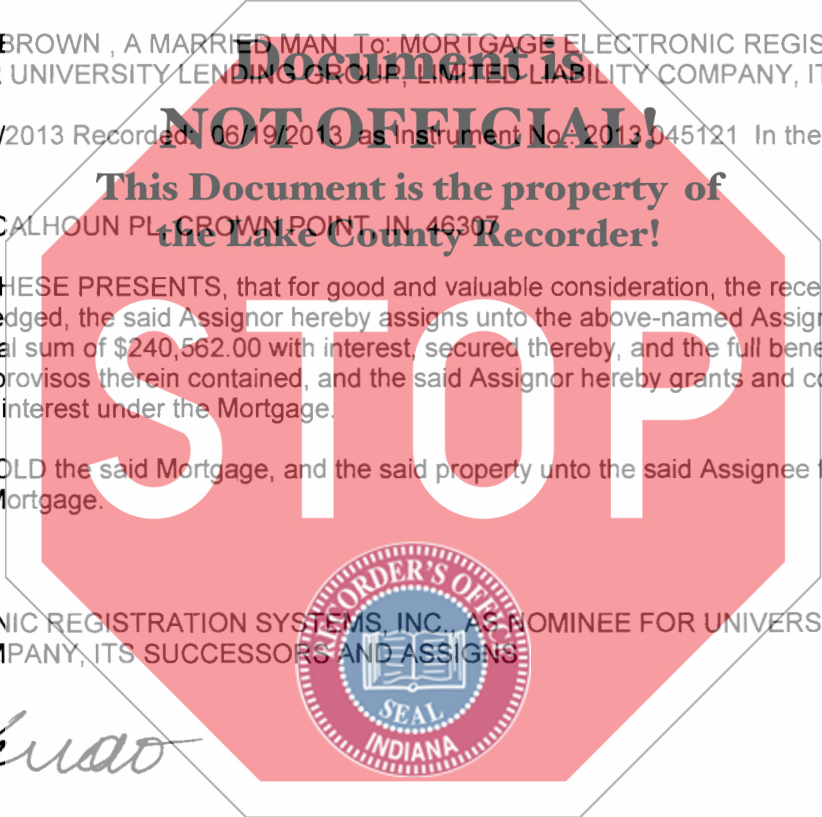 BROWN , A MARRIED MAN To: MORTGAGE ELECTRONIC REGIS
Document is
UNIVERSITY LENDING GROUP, LIMITED LIABILITY COMPANY, IT
/2013 Recorded: 06/19/2013 as Instrument No.: 2013 045121 In the
NOT OFFICIAL!
This Document is the property of
CALHOUN PL, CROWN POINT, IN 46307
the Lake County Recorder!
HESE PRESENTS, that for good and valuable consideration, the rece
edged, the said Assignor hereby assigns unto the above-named Assign
al sum of $240,562.00 with interest, secured thereby, and the full bene
provisos therein contained, and the said Assignor hereby grants and co
interest under the Mortgage.
STOP
OLD the said Mortgage, and the said property unto the said Assignee f
Mortgage.
RECORDER'S OFFICE
NIC REGISTRATION SYSTEMS, INC., AS NOMINEE FOR UNIVERS
MPANY, ITS SUCCESSORS AND ASSIGNS
SEAL
INDIANA